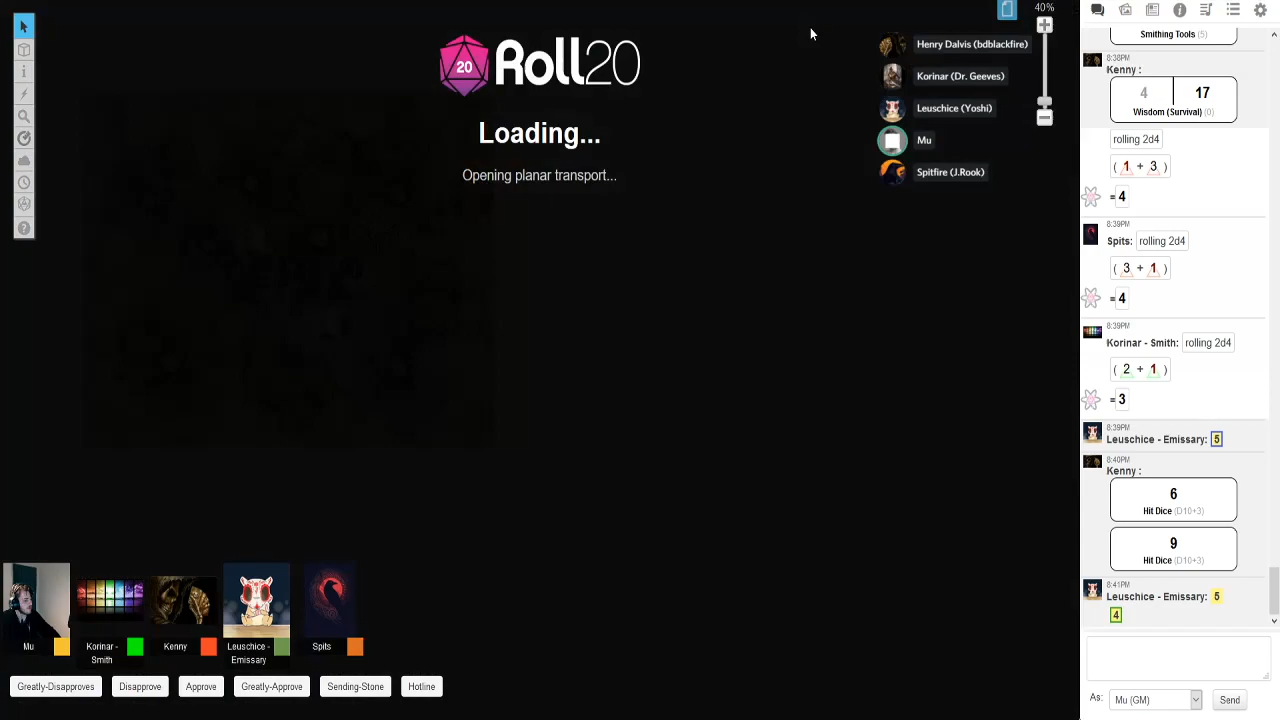 40%
20
Roll20
Loading...
Opening planar transport...
Henry Dalvis (bdblackfire)
Korinar (Dr. Geeves)
Leuschice (Yoshi)
Mu
Spitfire (J.Rook)
Mu
Korinar - Smith
Kenny
Leuschice - Emissary
Spits
Greatly-Disapproves
Disapprove
Approve
Greatly-Approve
Sending-Stone
Hotline
Smithing Tools (5)
8:38PM
Kenny :
4 17
Wisdom (Survival) (0)
rolling 2d4
( 1 + 3 )
= 4
8:39PM
Spits: rolling 2d4
( 3 + 1 )
= 4
8:39PM
Korinar - Smith: rolling 2d4
( 2 + 1 )
= 3
8:39PM
Leuschice - Emissary: 5
8:40PM
Kenny :
6
Hit Dice (D10+3)
9
Hit Dice (D10+3)
8:41PM
Leuschice - Emissary: 5
4
As: Mu (GM) Send